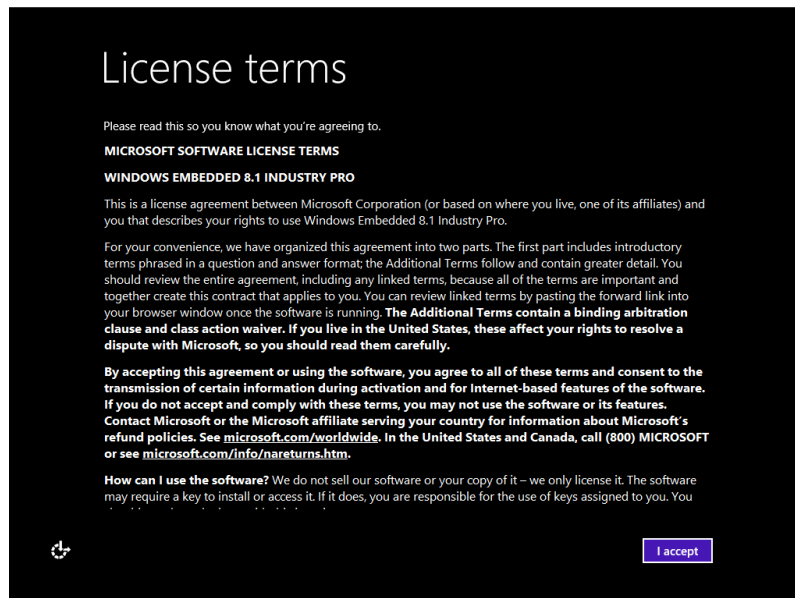 License terms
Please read this so you know what you're agreeing to.
MICROSOFT SOFTWARE LICENSE TERMS
WINDOWS EMBEDDED 8.1 INDUSTRY PRO
This is a license agreement between Microsoft Corporation (or based on where you live, one of its affiliates) and
you that describes your rights to use Windows Embedded 8.1 Industry Pro.
For your convenience, we have organized this agreement into two parts. The first part includes introductory
terms phrased in a question and answer format; the Additional Terms follow and contain greater detail. You
should review the entire agreement, including any linked terms, because all of the terms are important and
together create this contract that applies to you. You can review linked terms by pasting the forward link into
your browser window once the software is running. The Additional Terms contain a binding arbitration
clause and class action waiver. If you live in the United States, these affect your rights to resolve a
dispute with Microsoft, so you should read them carefully.
By accepting this agreement or using the software, you agree to all of these terms and consent to the
transmission of certain information during activation and for Internet-based features of the software.
If you do not accept and comply with these terms, you may not use the software or its features.
Contact Microsoft or the Microsoft affiliate serving your country for information about Microsoft's
refund policies. See microsoft.com/worldwide. In the United States and Canada, call (800) MICROSOFT
or see microsoft.com/info/nareturns.htm.
How can I use the software? We do not sell our software or your copy of it – we only license it. The software
may require a key to install or access it. If it does, you are responsible for the use of keys assigned to you. You
I accept